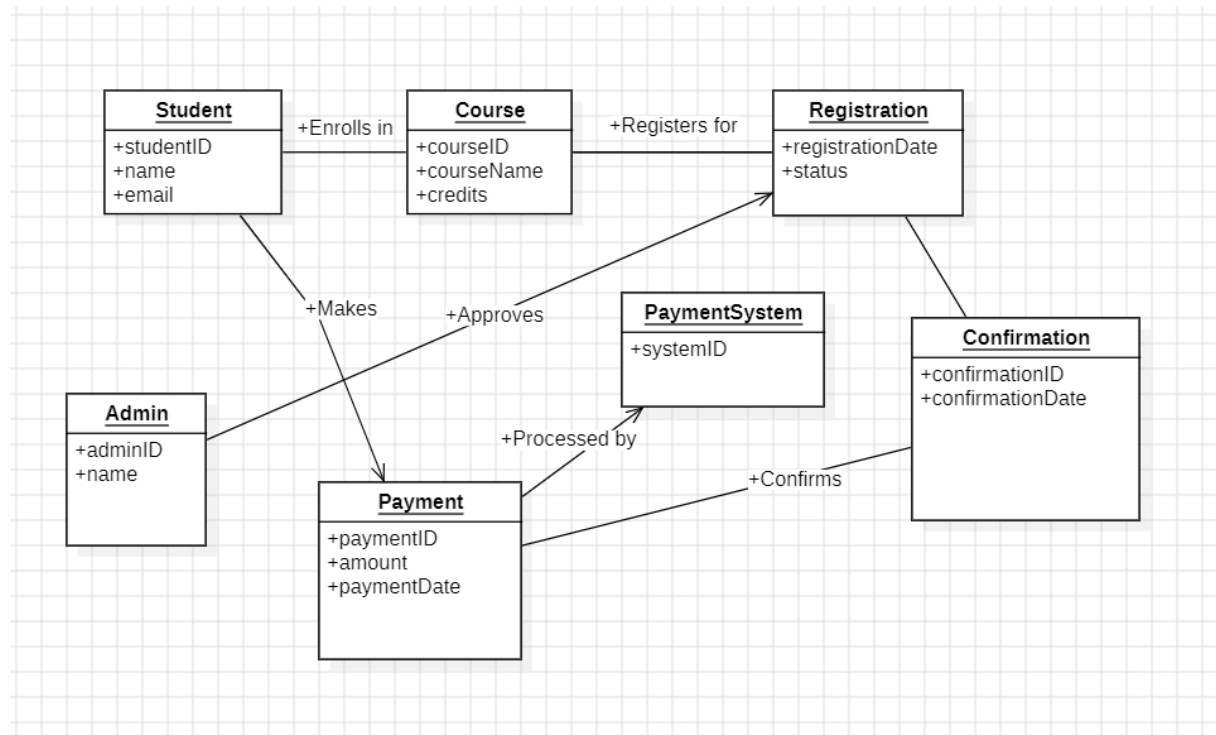 Student
+studentID
+name
+email
+Enrolls in
Course
+courseID
+courseName
+credits
+Registers for
Registration
+registrationDate
+status
+Makes
+Approves
PaymentSystem
+systemID
Confirmation
+confirmationID
+confirmationDate
Admin
+adminID
+name
+Processed by
+Confirms
Payment
+paymentID
+amount
+paymentDate